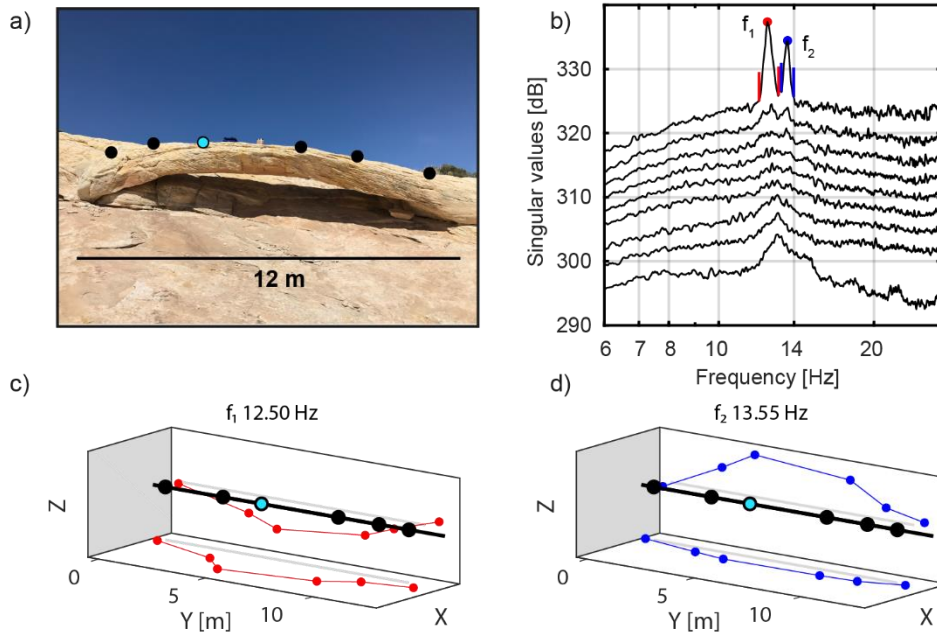 a)
12 m
b)
f₁
f₂
330
320
310
300
290
Singular values [dB]
6 7 8 10 14 20
Frequency [Hz]
c)
f₁ 12.50 Hz
Z
0
5
10
Y [m]
X
d)
f₂ 13.55 Hz
Z
0
5
10
Y [m]
X